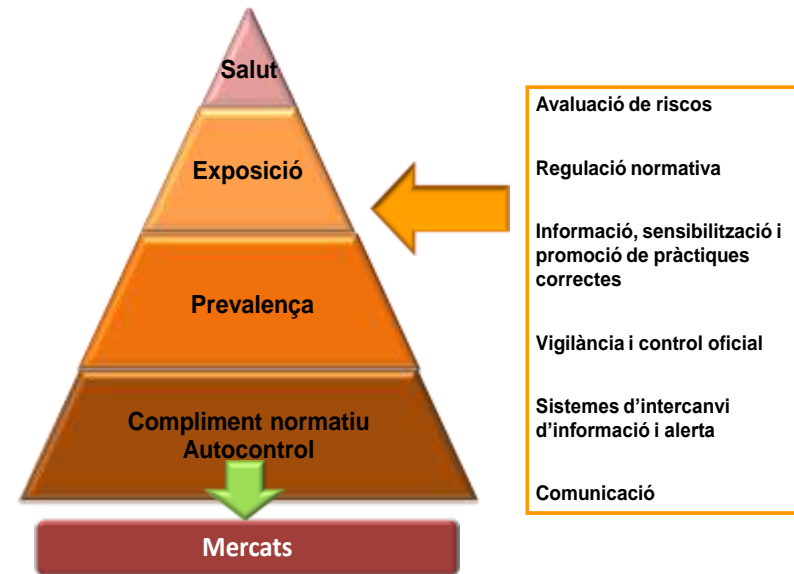 Salut
Exposició
Prevalença
Compliment normatiu
Autocontrol
Mercats
Avaluació de riscos
Regulació normativa
Informació, sensibilització i
promoció de pràctiques
correctes
Vigilància i control oficial
Sistemes d’intercanvi
d’informació i alerta
Comunicació